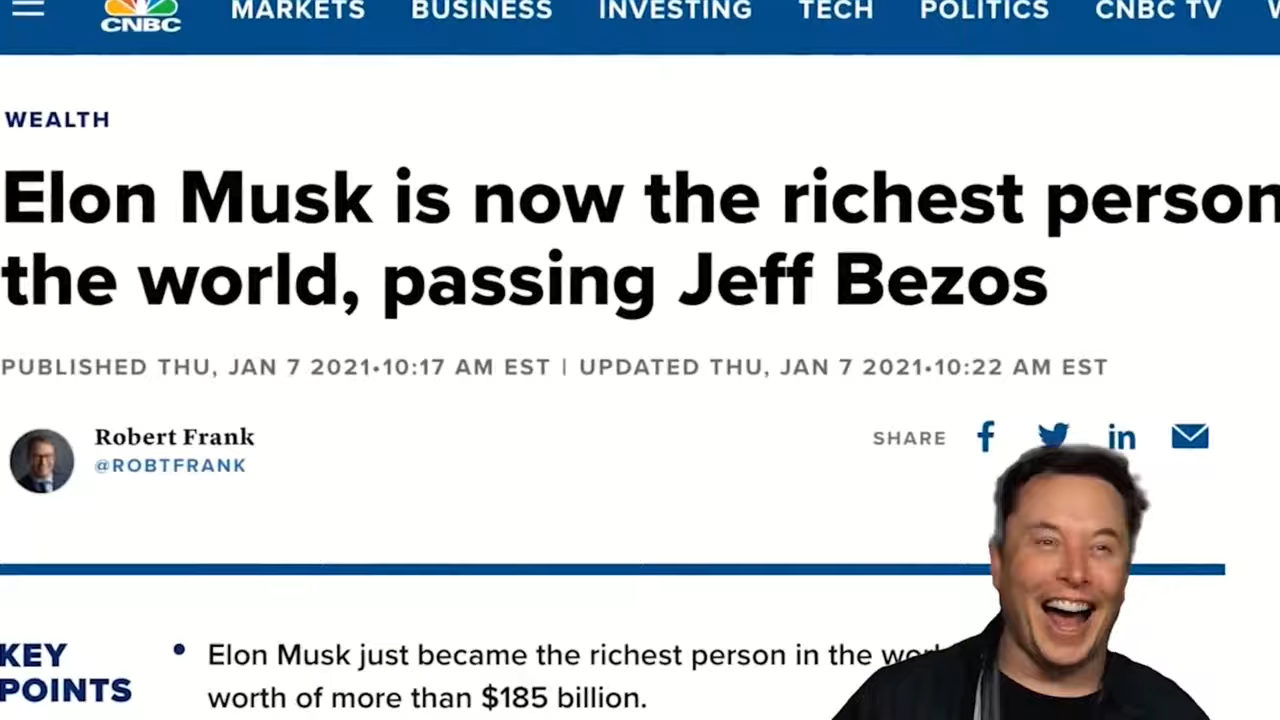 CNBC
MARKETS BUSINESS INVESTING TECH POLITICS CNBC TV
WEALTH
Elon Musk is now the richest person
the world, passing Jeff Bezos
PUBLISHED THU, JAN 7 2021•10:17 AM EST | UPDATED THU, JAN 7 2021•10:22 AM EST
Robert Frank
@ROBTFRANK
SHARE
KEY
POINTS
• Elon Musk just became the richest person in the
worth of more than $185 billion.